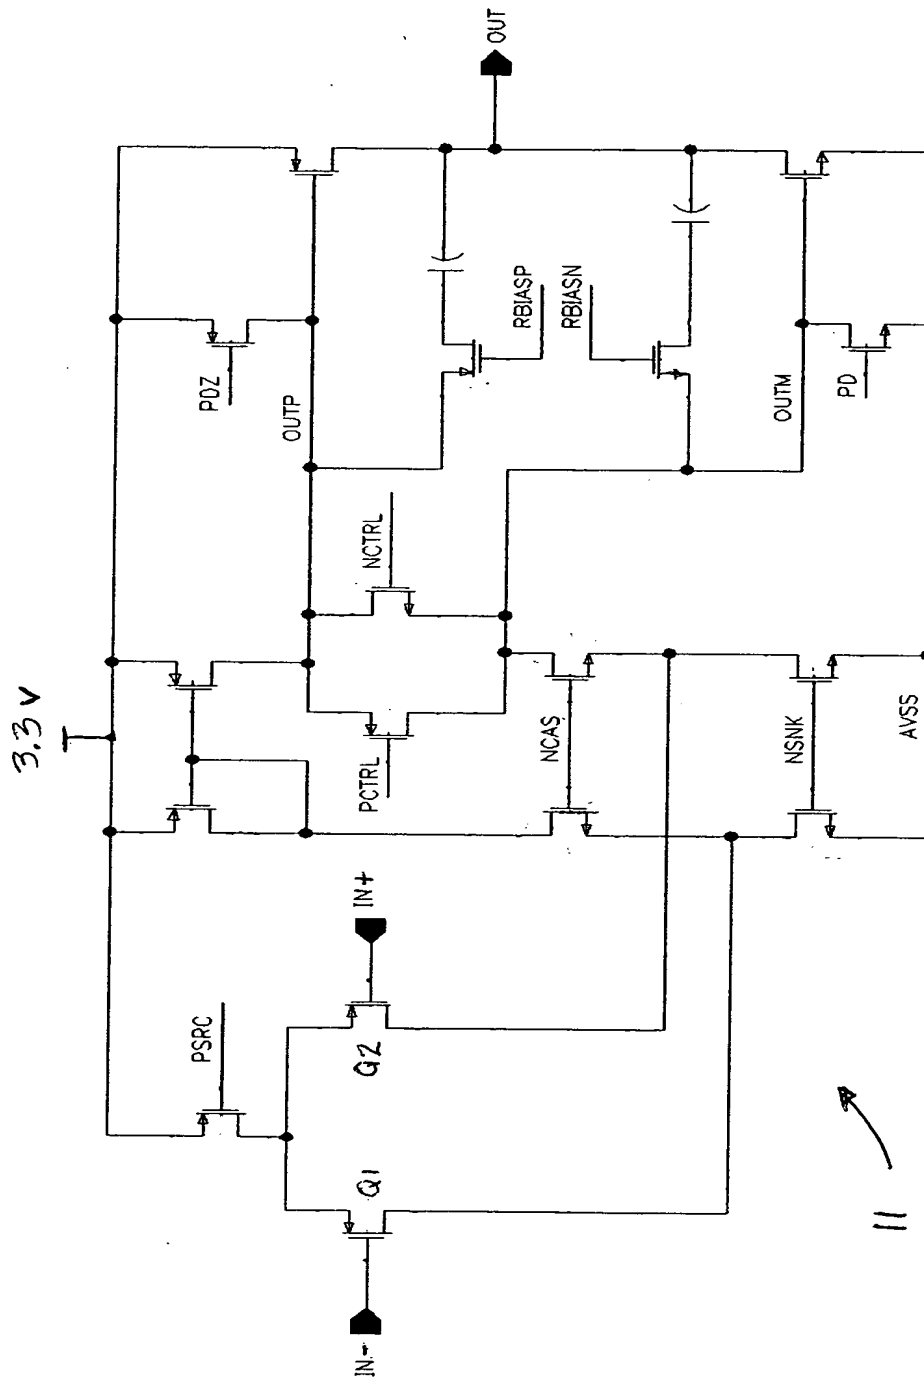 3.3 V
PSRC
PDZ
OUTP
IN-
Q1
Q2
IN+
PCTRL
NCTRL
RBIASP
RBIASN
OUT
NCAS
OUTM
NSNK
PD
AVSS
11